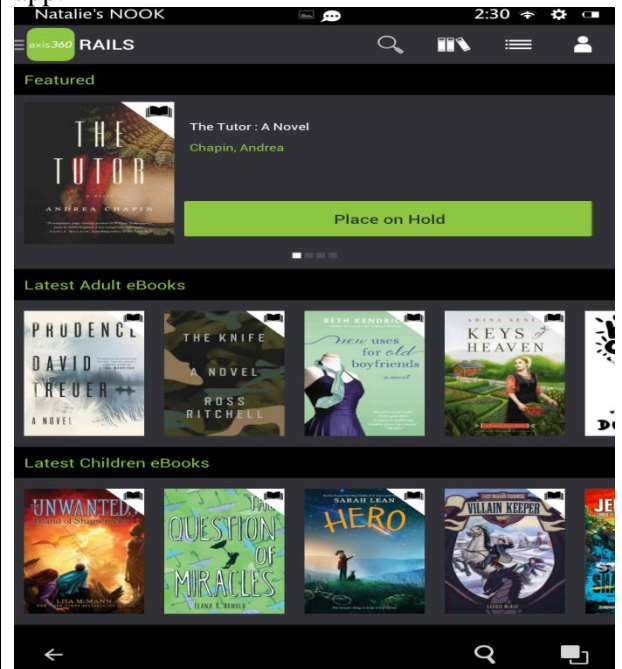 app.
Natalie's NOOK
2:30
axis360 RAILS
Featured
THE
TUTOR
A NOVEL
ANDREA CHAPIN
The Tutor : A Novel
Chapin, Andrea
Place on Hold
Latest Adult eBooks
PRUDENCE
DAVID
TREUER
A NOVEL
THE KNIFE
A NOVEL
ROSS
RITCHELL
BETH KENDRICK
new uses
for old
boyfriends
a novel
KEYS of
HEAVEN
Latest Children eBooks
UNWANTEDS
Island of Shipwrecks
LISA McMANN
THE
QUESTION
OF
MIRACLES
ELANA K. ARNOLD
SARAH LEAN
HERO
VILLAIN KEEPER